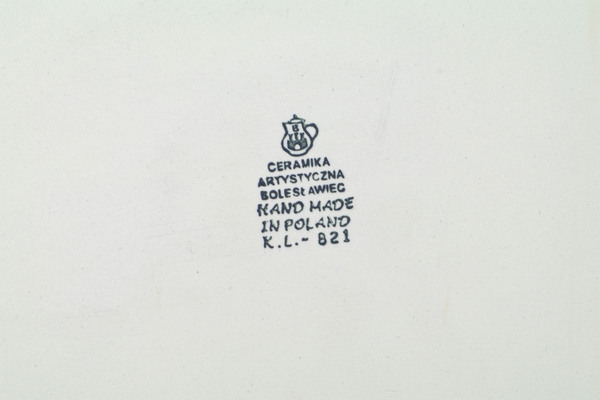 B
CERAMIKA
ARTYSTYCZNA
BOLESŁAWIEC
HAND MADE
IN POLAND
K.L.- 821